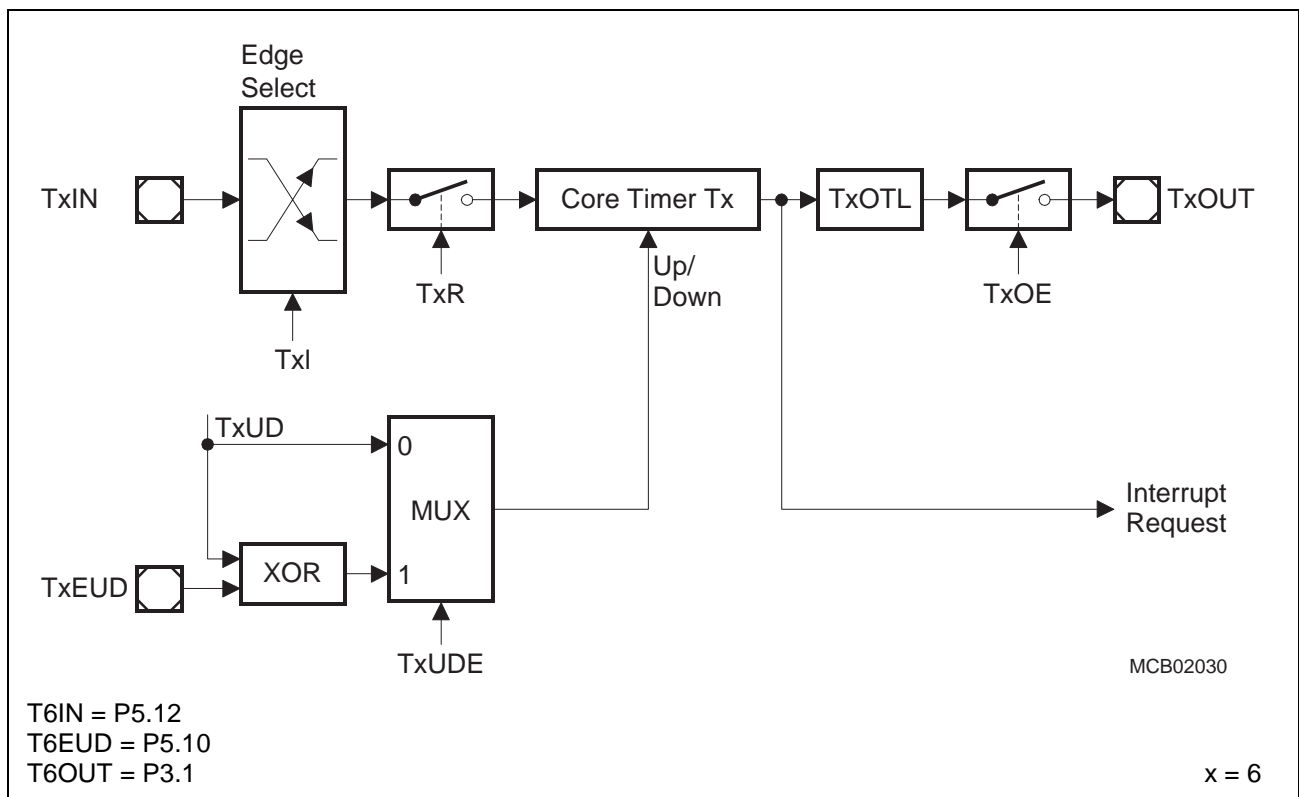 Edge
Select
TxIN
Core Timer Tx
TxOTL
TxOUT
TxR
Up/
Down
TxOE
TxI
TxUD
0
MUX
Interrupt
Request
XOR
1
TxEUD
TxUDE
MCB02030
T6IN = P5.12
T6EUD = P5.10
T6OUT = P3.1
x = 6